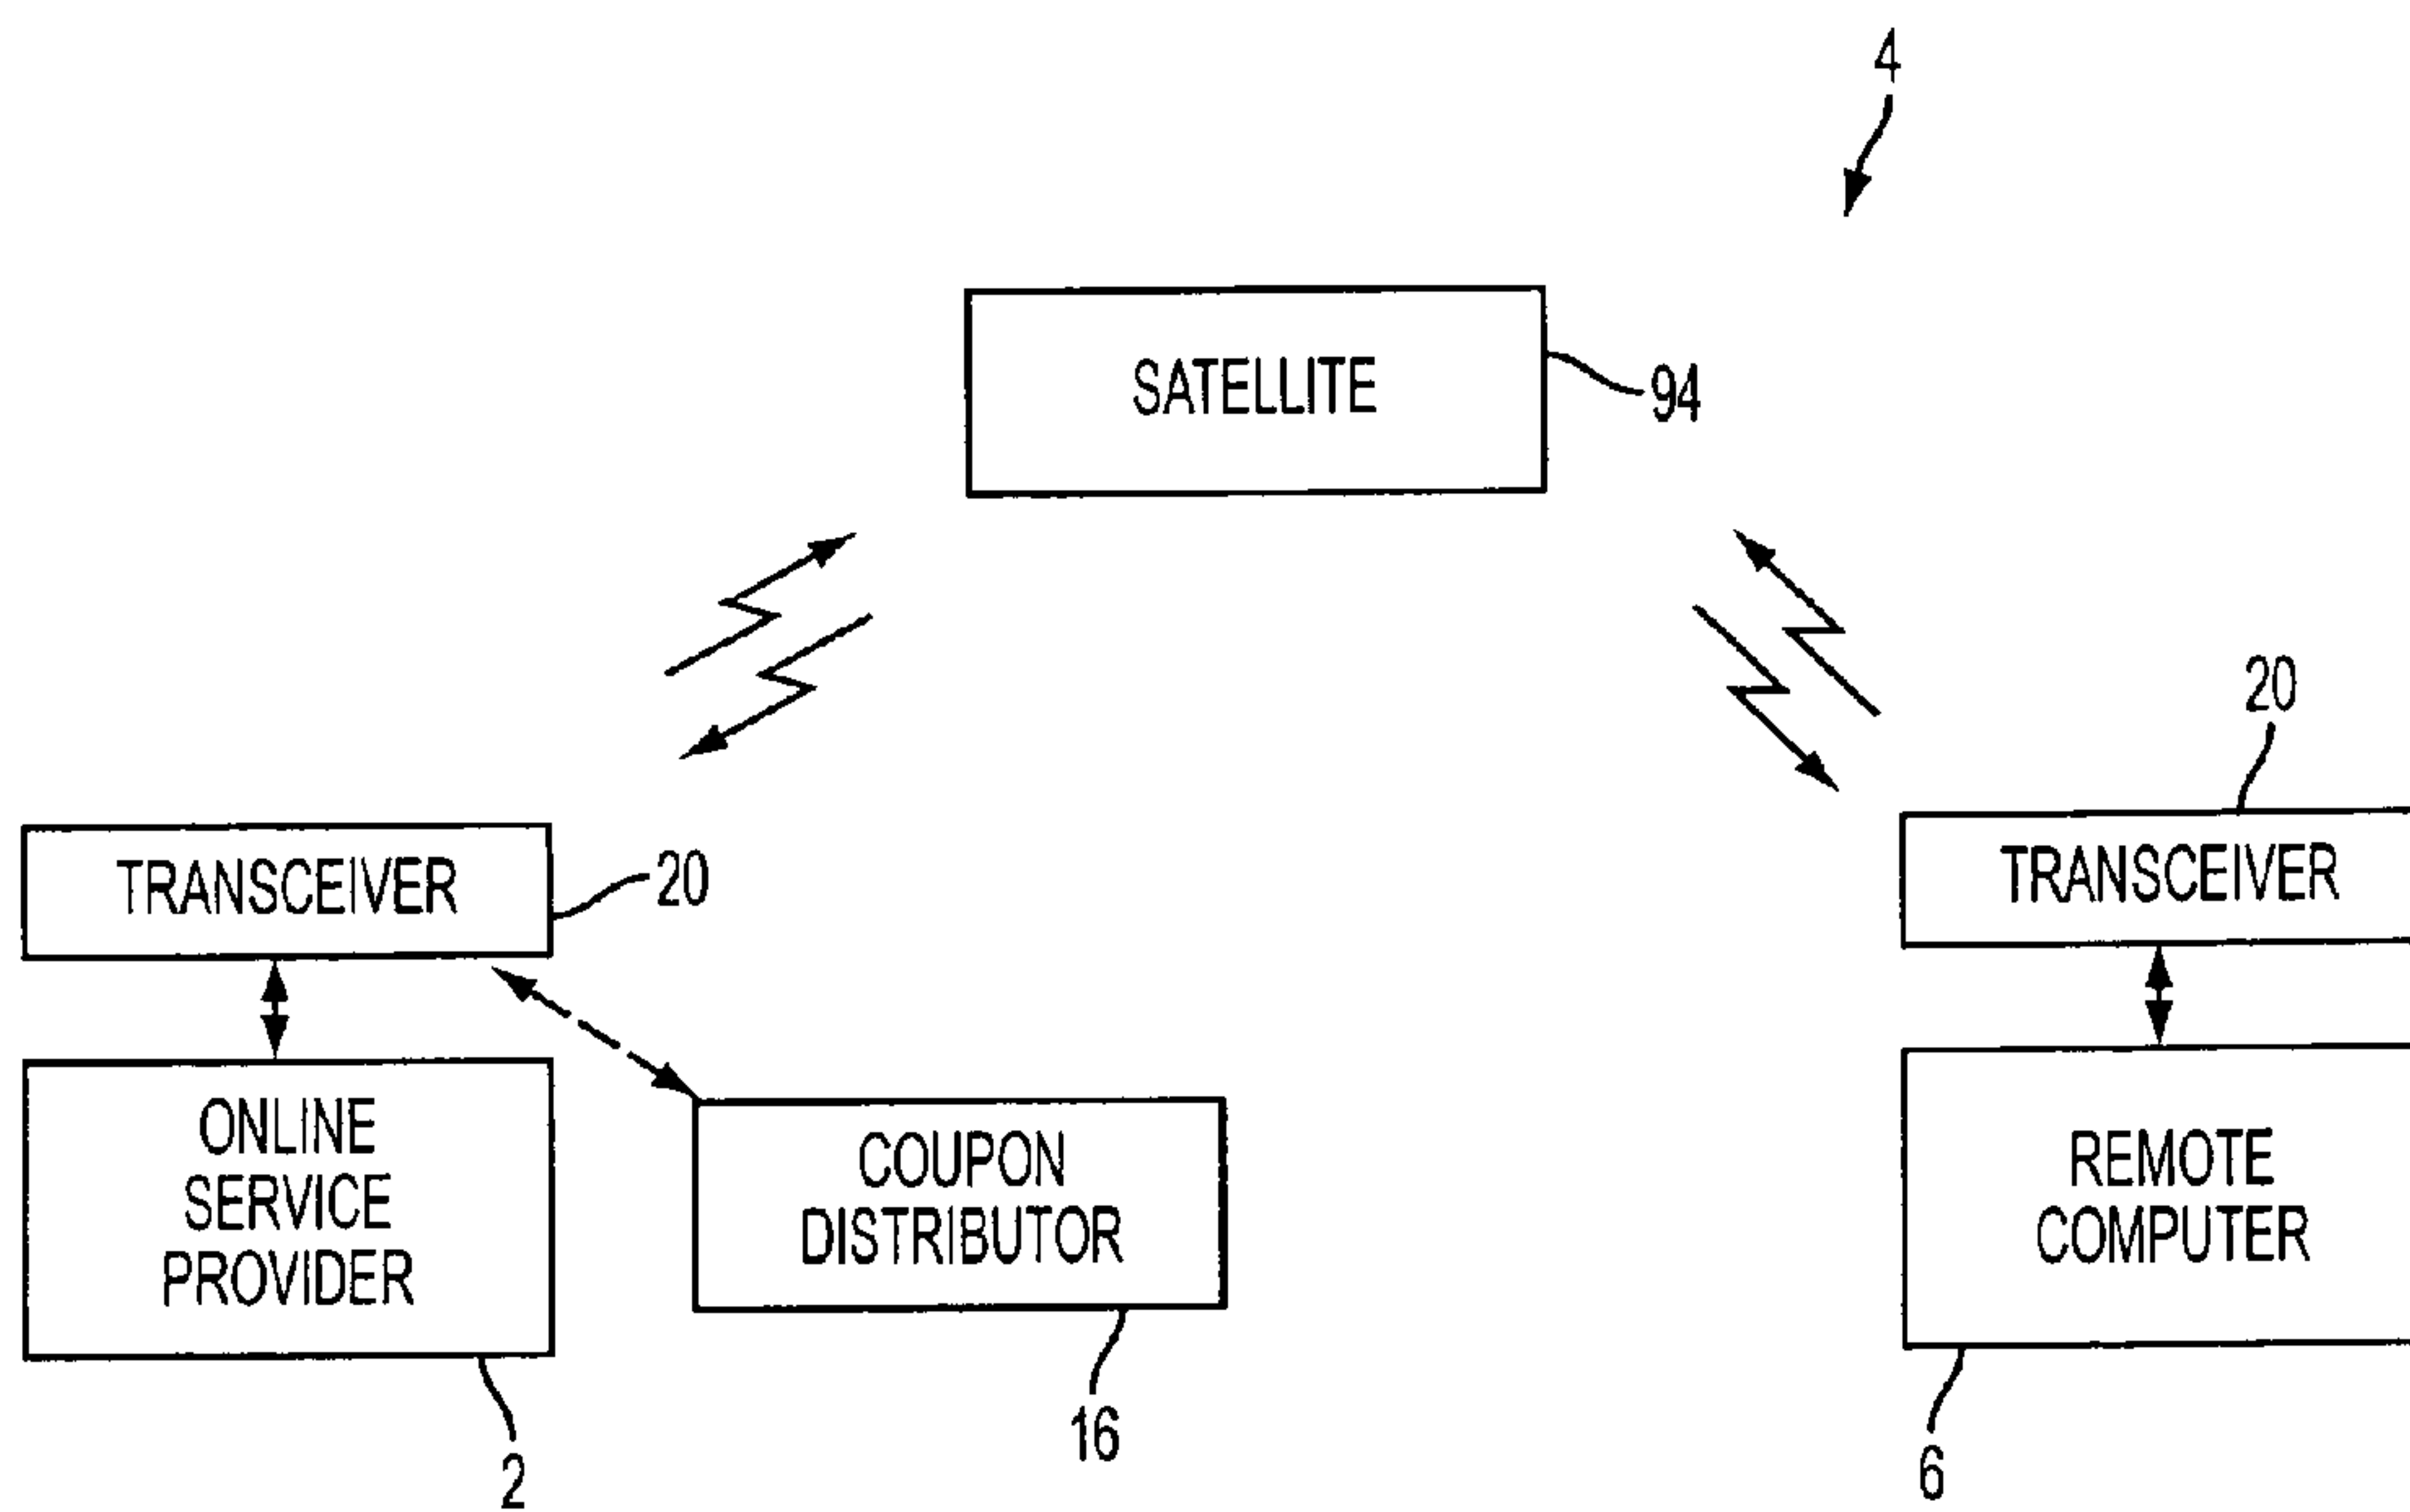 4
SATELLITE
94
20
TRANSCEIVER
20
TRANSCEIVER
ONLINE
SERVICE
PROVIDER
COUPON
DISTRIBUTOR
REMOTE
COMPUTER
2
16
6